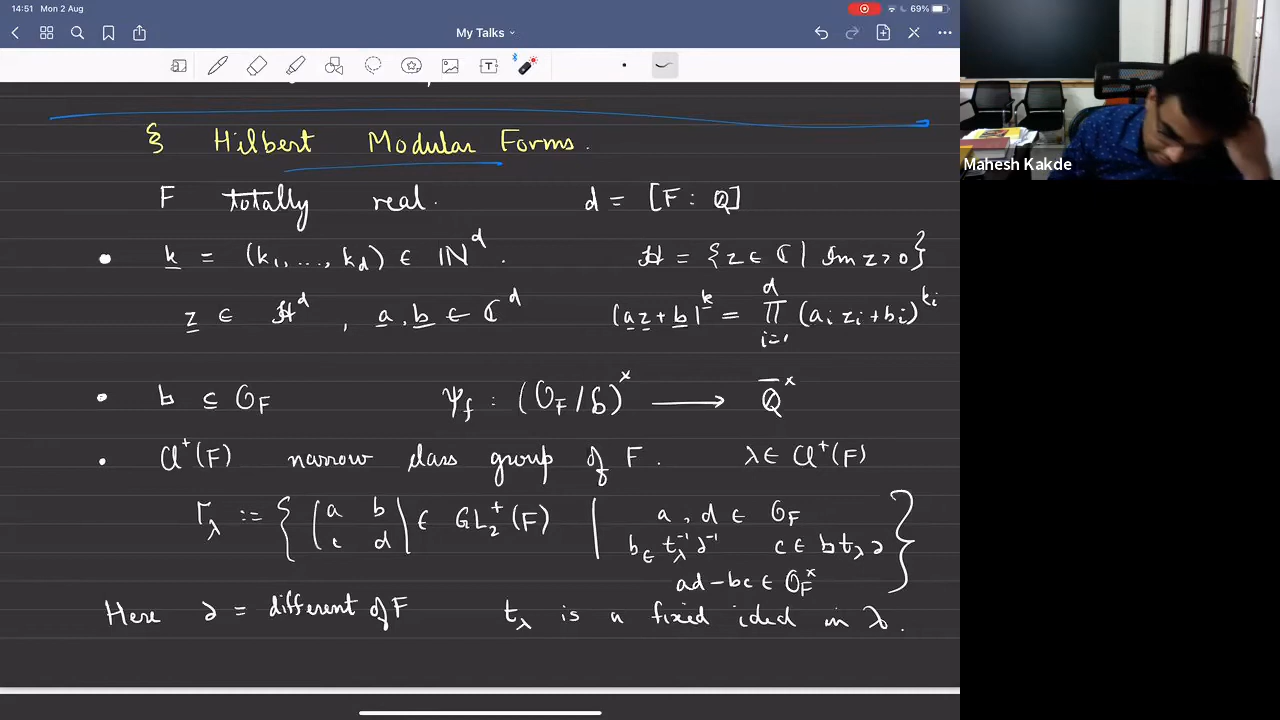 14:51 Mon 2 Aug
69%
My Talks
§ Hilbert Modular Forms.
F totally real. d = [F : ℚ]
• k = (k₁, ..., k_d) ∈ ℕ^d. ℋ = {z ∈ ℂ | Im z > 0}
z ∈ ℋ^d, a, b ∈ ℂ^d (az + b)^k = ∏_{i=1}^d (a_i z_i + b_i)^{k_i}
• b ⊆ O_F ψ_f : (O_F/b)^× ⟶ ℚ̄^×
• Cl⁺(F) narrow class group of F. λ ∈ Cl⁺(F)
Γ_λ := { ( a b
c d ) ∈ GL₂⁺(F) | a, d ∈ O_F
b ∈ t_λ⁻¹ ∂⁻¹ c ∈ b t_λ ∂
ad - bc ∈ O_F^× }
Here ∂ = different of F t_λ is a fixed ideal in λ.
Mahesh Kakde